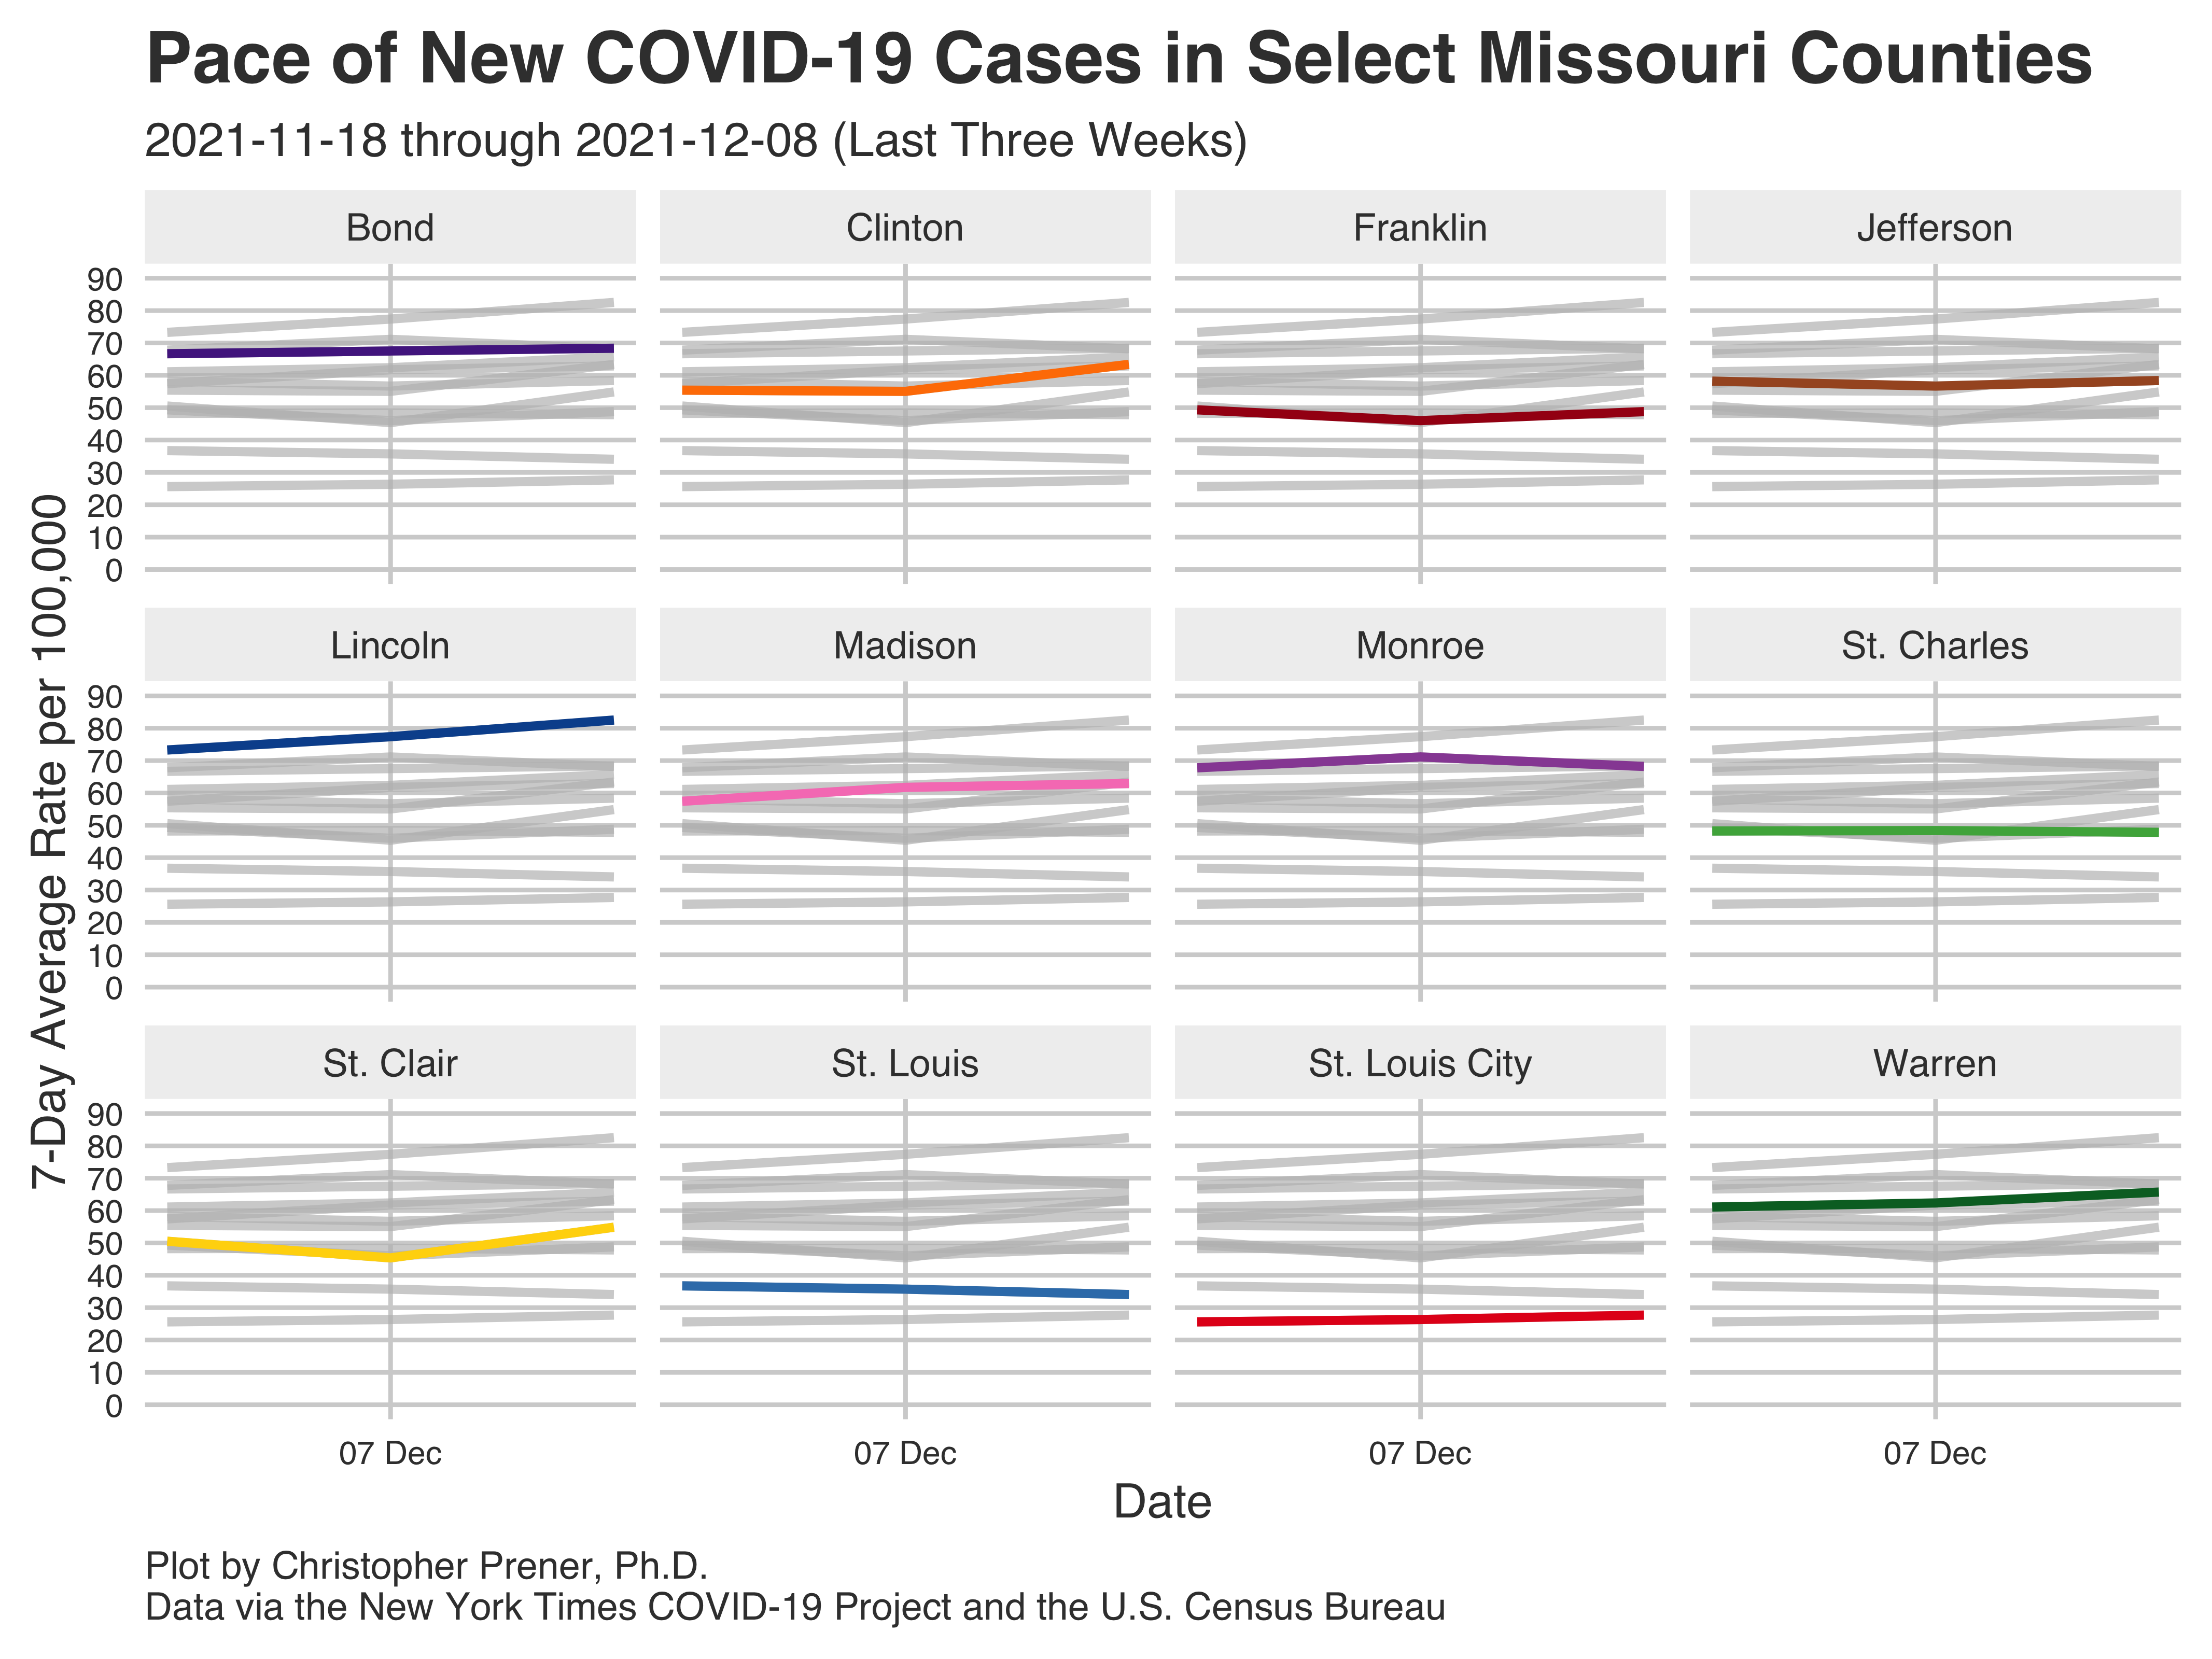 Pace of New COVID-19 Cases in Select Missouri Counties
2021-11-18 through 2021-12-08 (Last Three Weeks)
Bond
Clinton
Franklin
Jefferson
90
80
70
60
50
40
30
20
10
0
Lincoln
Madison
Monroe
St. Charles
90
80
70
60
50
40
30
20
10
0
St. Clair
St. Louis
St. Louis City
Warren
90
80
70
60
50
40
30
20
10
0
7-Day Average Rate per 100,000
07 Dec
07 Dec
07 Dec
07 Dec
Date
Plot by Christopher Prener, Ph.D.
Data via the New York Times COVID-19 Project and the U.S. Census Bureau